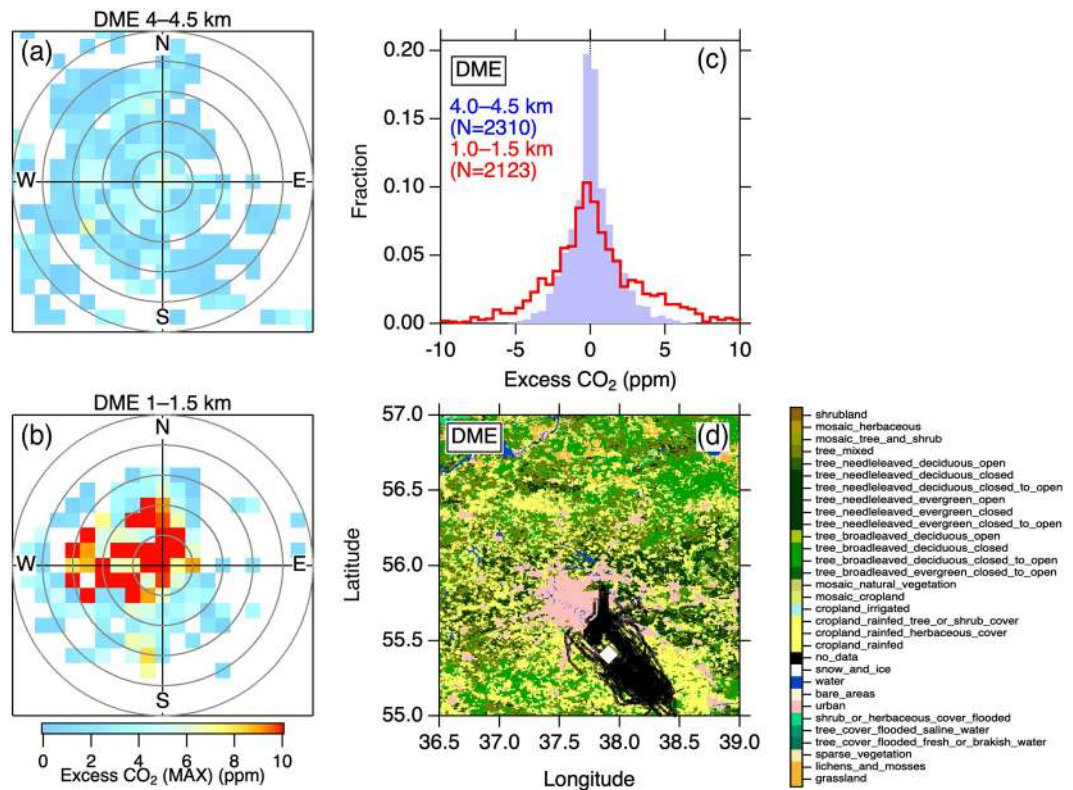 DME 4–4.5 km
(a)
N
W
E
S
DME 1–1.5 km
(b)
N
W
E
S
0 2 4 6 8 10
Excess CO₂ (MAX) (ppm)
(c)
DME
4.0–4.5 km
(N=2310)
1.0–1.5 km
(N=2123)
Fraction
0.20
0.15
0.10
0.05
0.00
-10 -5 0 5 10
Excess CO₂ (ppm)
DME
(d)
Latitude
57.0
56.5
56.0
55.5
55.0
36.5 37.0 37.5 38.0 38.5 39.0
Longitude
shrubland
mosaic_herbaceous
mosaic_tree_and_shrub
tree_mixed
tree_needleleaved_deciduous_open
tree_needleleaved_deciduous_closed
tree_needleleaved_deciduous_closed_to_open
tree_needleleaved_evergreen_open
tree_needleleaved_evergreen_closed
tree_needleleaved_evergreen_closed_to_open
tree_broadleaved_deciduous_open
tree_broadleaved_deciduous_closed
tree_broadleaved_deciduous_closed_to_open
tree_broadleaved_evergreen_closed_to_open
mosaic_natural_vegetation
mosaic_cropland
cropland_irrigated
cropland_rainfed_tree_or_shrub_cover
cropland_rainfed_herbaceous_cover
cropland_rainfed
no_data
snow_and_ice
water
bare_areas
urban
shrub_or_herbaceous_cover_flooded
tree_cover_flooded_saline_water
tree_cover_flooded_fresh_or_brakish_water
sparse_vegetation
lichens_and_mosses
grassland